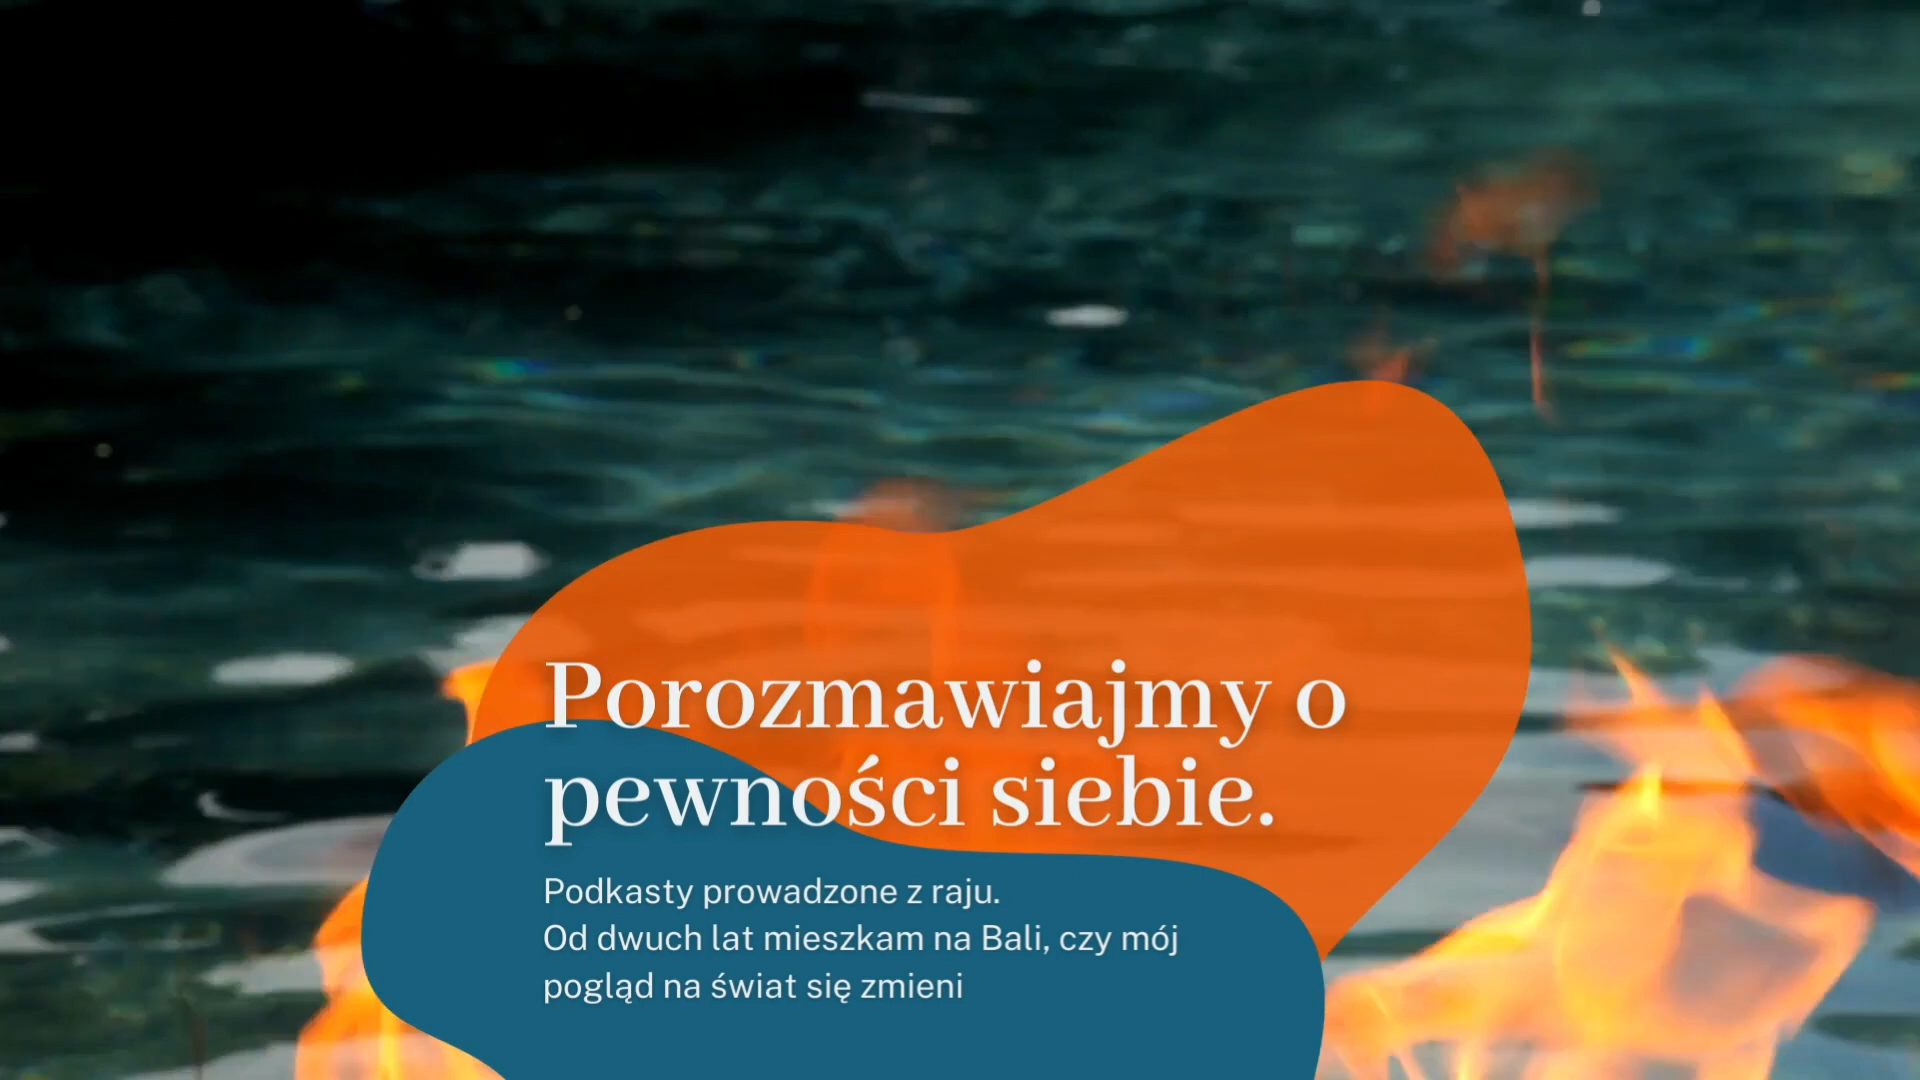 Porozmawiajmy o
pewności siebie.
Podkasty prowadzone z raju.
Od dwuch lat mieszkam na Bali, czy mój
pogląd na świat się zmieni